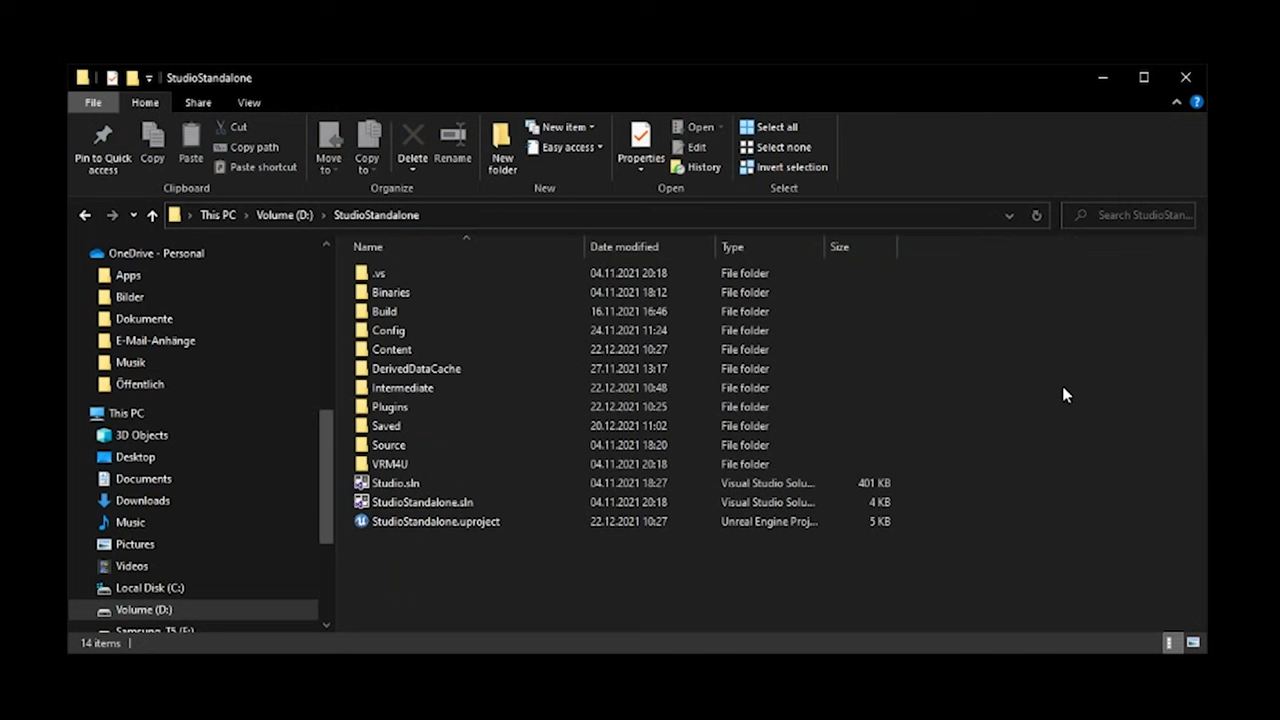 StudioStandalone
File Home Share View
Pin to Quick access
Copy
Paste
Cut
Copy path
Paste shortcut
Clipboard
Move to
Copy to
Delete
Rename
Organize
New folder
New item
Easy access
New
Properties
Open
Edit
History
Open
Select all
Select none
Invert selection
Select
This PC Volume (D:) StudioStandalone
Search StudioStan...
OneDrive - Personal
Apps
Bilder
Dokumente
E-Mail-Anhänge
Musik
Öffentlich
This PC
3D Objects
Desktop
Documents
Downloads
Music
Pictures
Videos
Local Disk (C:)
Volume (D:)
Samsung_T5 (F:)
Name Date modified Type Size
.vs 04.11.2021 20:18 File folder
Binaries 04.11.2021 18:12 File folder
Build 16.11.2021 16:46 File folder
Config 24.11.2021 11:24 File folder
Content 22.12.2021 10:27 File folder
DerivedDataCache 27.11.2021 13:17 File folder
Intermediate 22.12.2021 10:48 File folder
Plugins 22.12.2021 10:25 File folder
Saved 20.12.2021 11:02 File folder
Source 04.11.2021 18:20 File folder
VRM4U 04.11.2021 20:18 File folder
Studio.sln 04.11.2021 18:27 Visual Studio Solu... 401 KB
StudioStandalone.sln 04.11.2021 20:18 Visual Studio Solu... 4 KB
StudioStandalone.uproject 22.12.2021 10:27 Unreal Engine Proj... 5 KB
14 items